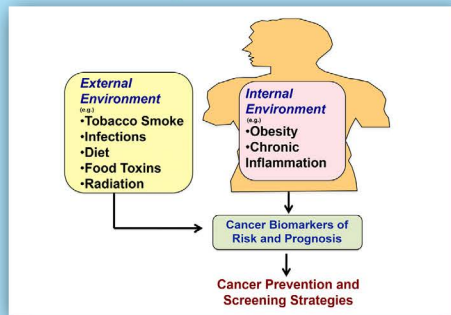 External
Environment
(e.g.)
•Tobacco Smoke
•Infections
•Diet
•Food Toxins
•Radiation
Internal
Environment
(e.g.)
•Obesity
•Chronic
Inflammation
Cancer Biomarkers of
Risk and Prognosis
Cancer Prevention and
Screening Strategies